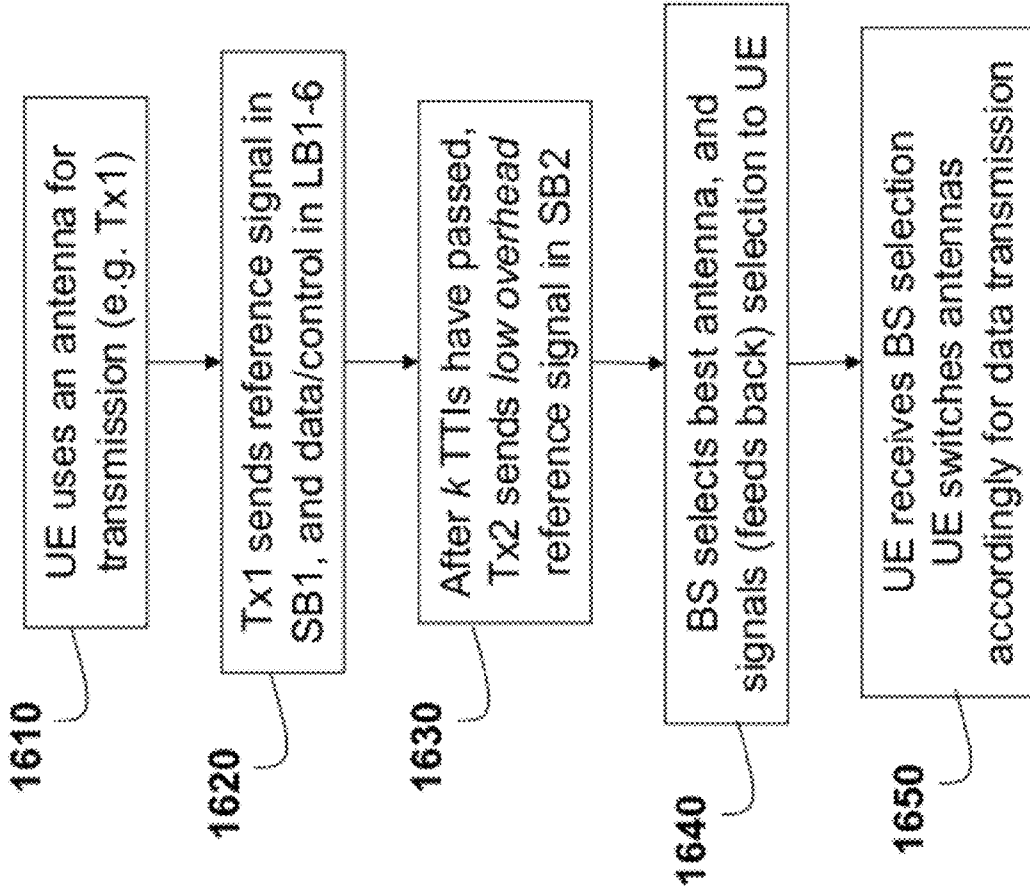 1610
UE uses an antenna for
transmission (e.g. Tx1)
1620
Tx1 sends reference signal in
SB1, and data/control in LB1-6
1630
After k TTIs have passed,
Tx2 sends low overhead
reference signal in SB2
1640
BS selects best antenna, and
signals (feeds back) selection to UE
1650
UE receives BS selection
UE switches antennas
accordingly for data transmission